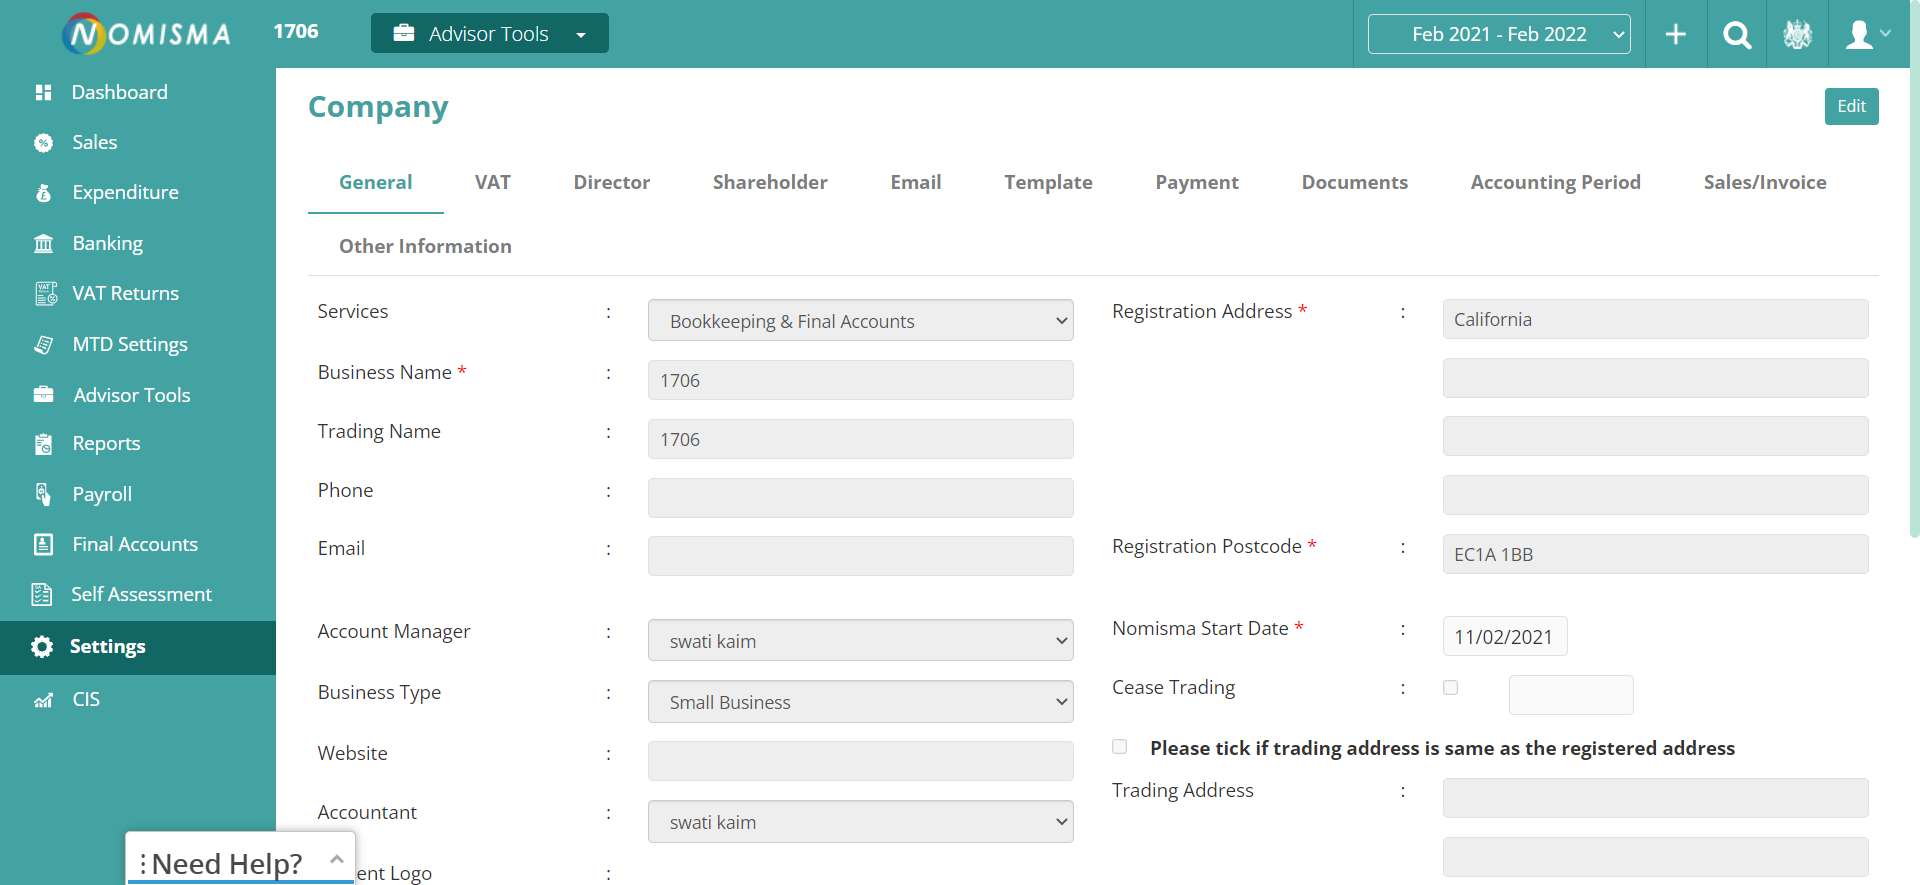 NOMISMA
1706
Advisor Tools
Feb 2021 - Feb 2022
Dashboard
Sales
Expenditure
Banking
VAT Returns
MTD Settings
Advisor Tools
Reports
Payroll
Final Accounts
Self Assessment
Settings
CIS
Company
Edit
General
VAT
Director
Shareholder
Email
Template
Payment
Documents
Accounting Period
Sales/Invoice
Other Information
Services : Bookkeeping & Final Accounts
Business Name * : 1706
Trading Name : 1706
Phone :
Email :
Account Manager : swati kaim
Business Type : Small Business
Website :
Accountant : swati kaim
ent Logo :
Registration Address * : California
Registration Postcode * : EC1A 1BB
Nomisma Start Date * : 11/02/2021
Cease Trading :
Please tick if trading address is same as the registered address
Trading Address :
Need Help?